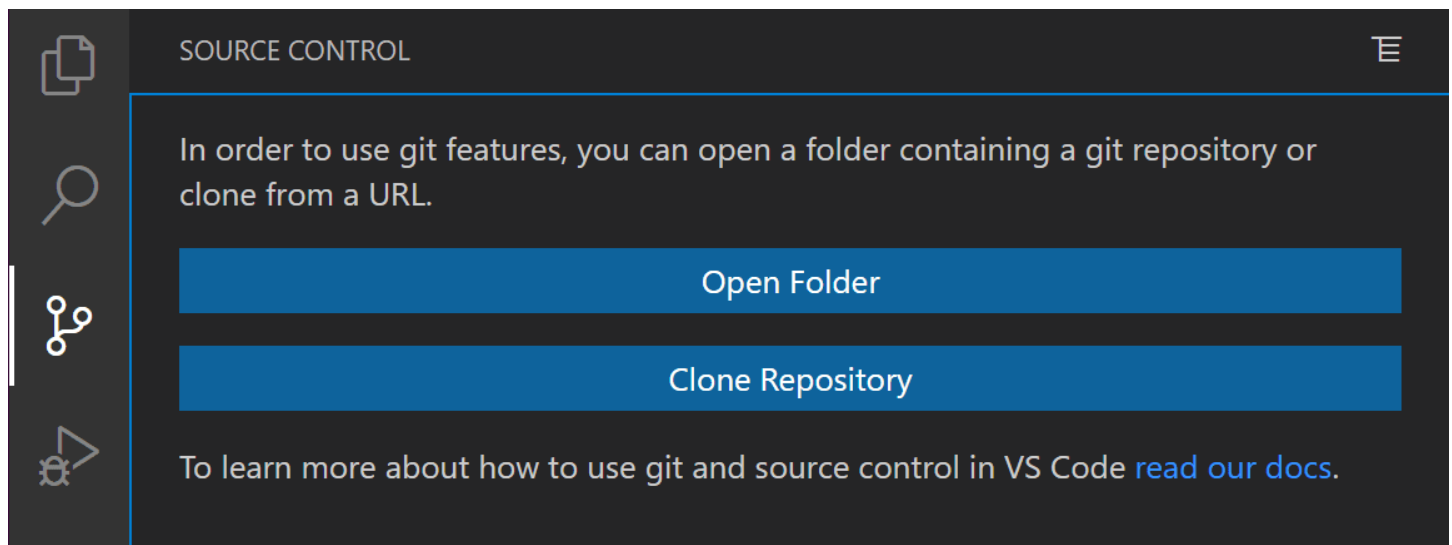 SOURCE CONTROL
In order to use git features, you can open a folder containing a git repository or
clone from a URL.
Open Folder
Clone Repository
To learn more about how to use git and source control in VS Code read our docs.